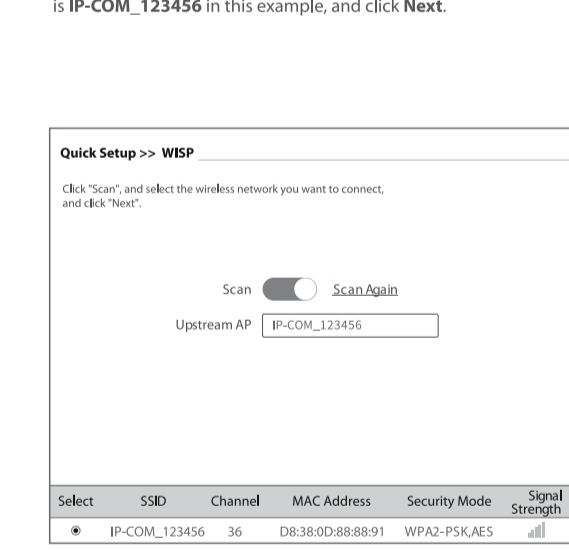 is IP-COM_123456 in this example, and click Next.
Quick Setup >> WISP
Click "Scan", and select the wireless network you want to connect,
and click "Next".
Scan Scan Again
Upstream AP IP-COM_123456
Select SSID Channel MAC Address Security Mode Signal Strength
IP-COM_123456 36 D8:38:0D:88:88:91 WPA2-PSK,AES